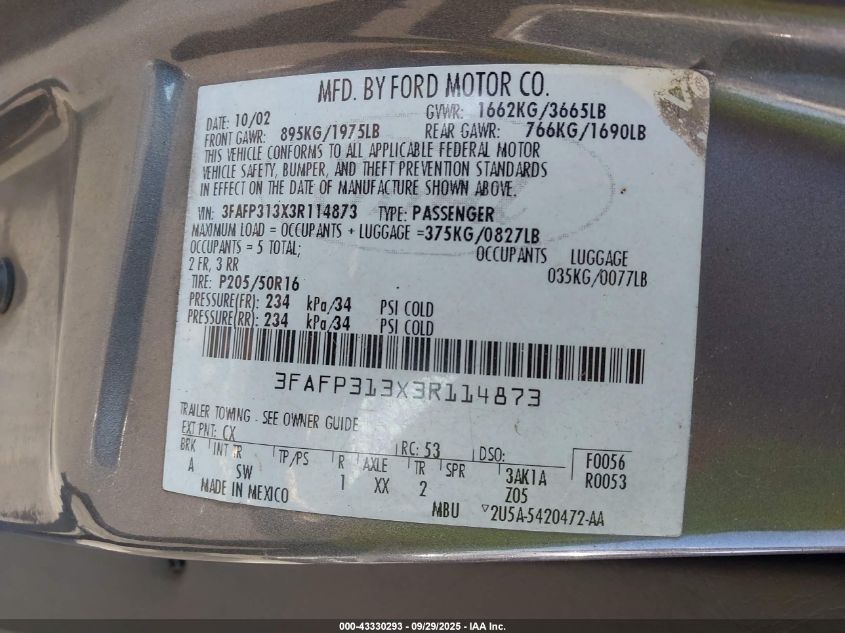 MFD. BY FORD MOTOR CO.
DATE: 10/02 GVWR: 1662KG/3665LB
FRONT GAWR: 895KG/1975LB REAR GAWR: 766KG/1690LB
THIS VEHICLE CONFORMS TO ALL APPLICABLE FEDERAL MOTOR
VEHICLE SAFETY, BUMPER, AND THEFT PREVENTION STANDARDS
IN EFFECT ON THE DATE OF MANUFACTURE SHOWN ABOVE.
VIN: 3FAFP313X3R114873 TYPE: PASSENGER
MAXIMUM LOAD = OCCUPANTS + LUGGAGE =375KG/0827LB
OCCUPANTS = 5 TOTAL; OCCUPANTS LUGGAGE
2 FR, 3 RR 035KG/0077LB
TIRE: P205/50R16
PRESSURE(FR): 234 kPa/34 PSI COLD
PRESSURE(RR): 234 kPa/34 PSI COLD
3FAFP313X3R114873
TRAILER TOWING - SEE OWNER GUIDE
EXT PNT: CX RC: 53 DSO: F0056
BRK INT TR TP/PS R AXLE TR SPR R0053
A SW 1 XX 2 3AK1A
Z05
MADE IN MEXICO MBU 2U5A-5420472-AA
000-43330293 - 09/29/2025 - IAA Inc.